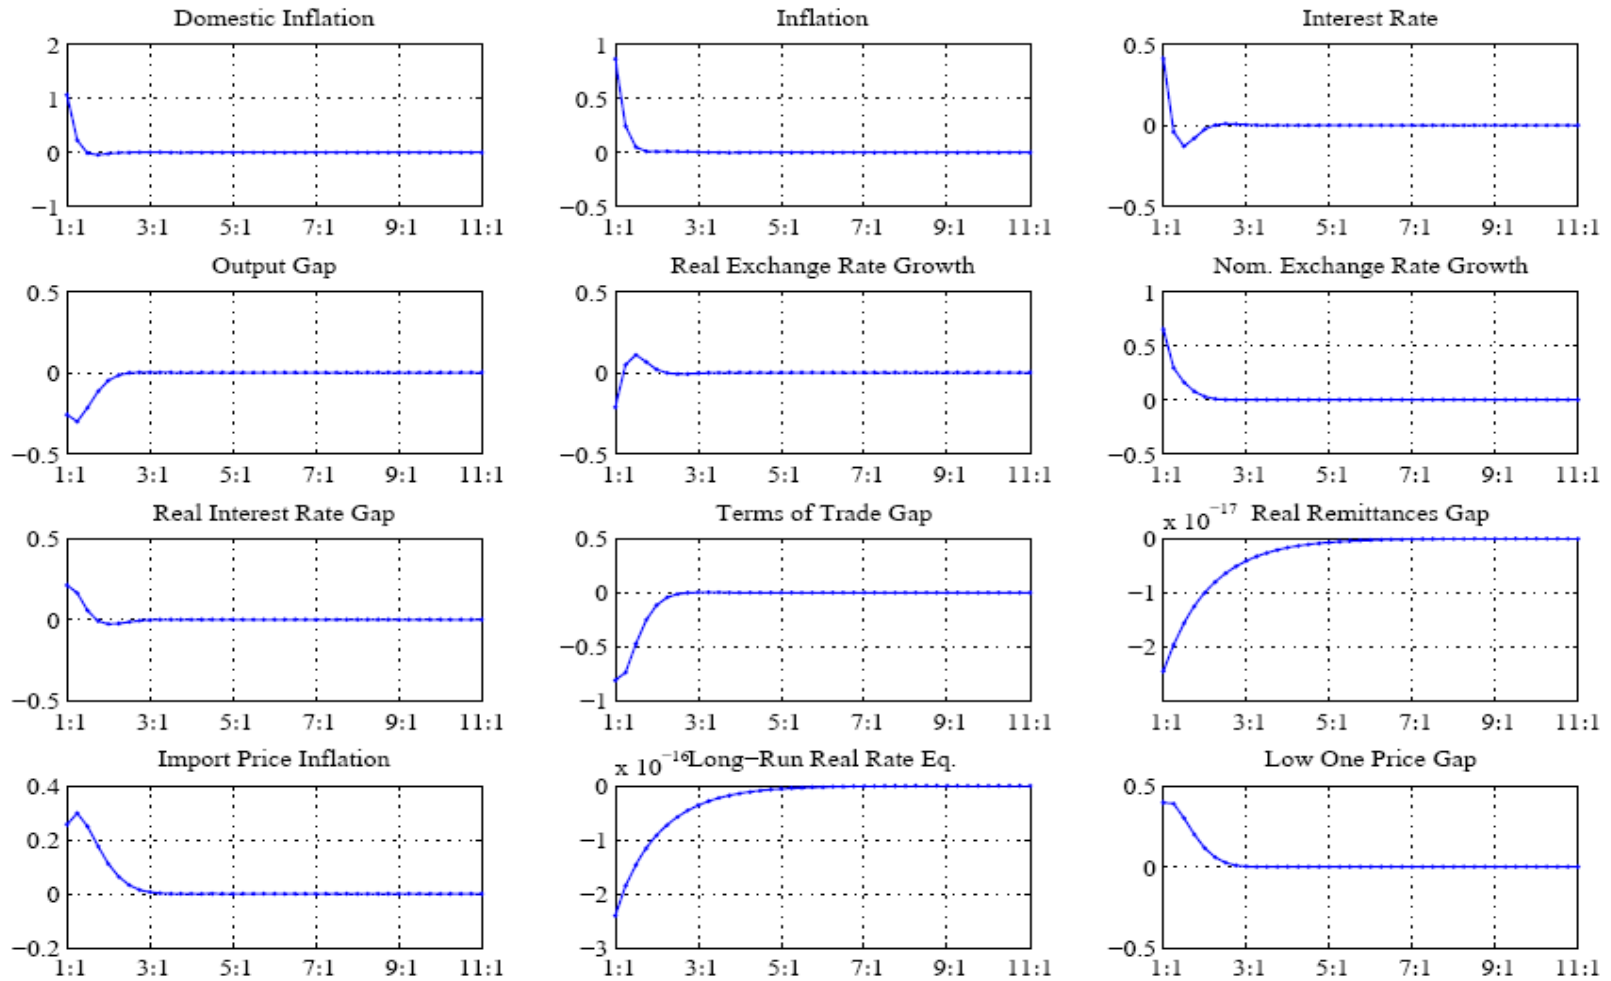 Domestic Inflation
2
1
0
−1
1:1 3:1 5:1 7:1 9:1 11:1
Inflation
1
0.5
0
−0.5
1:1 3:1 5:1 7:1 9:1 11:1
Interest Rate
0.5
0
−0.5
1:1 3:1 5:1 7:1 9:1 11:1
Output Gap
0.5
0
−0.5
1:1 3:1 5:1 7:1 9:1 11:1
Real Exchange Rate Growth
0.5
0
−0.5
1:1 3:1 5:1 7:1 9:1 11:1
Nom. Exchange Rate Growth
1
0.5
0
−0.5
1:1 3:1 5:1 7:1 9:1 11:1
Real Interest Rate Gap
0.5
0
−0.5
1:1 3:1 5:1 7:1 9:1 11:1
Terms of Trade Gap
0.5
0
−0.5
−1
1:1 3:1 5:1 7:1 9:1 11:1
x 10⁻¹⁷ Real Remittances Gap
0
−1
−2
1:1 3:1 5:1 7:1 9:1 11:1
Import Price Inflation
0.4
0.2
0
−0.2
1:1 3:1 5:1 7:1 9:1 11:1
x 10⁻¹⁶Long−Run Real Rate Eq.
0
−1
−2
−3
1:1 3:1 5:1 7:1 9:1 11:1
Low One Price Gap
0.5
0
−0.5
1:1 3:1 5:1 7:1 9:1 11:1